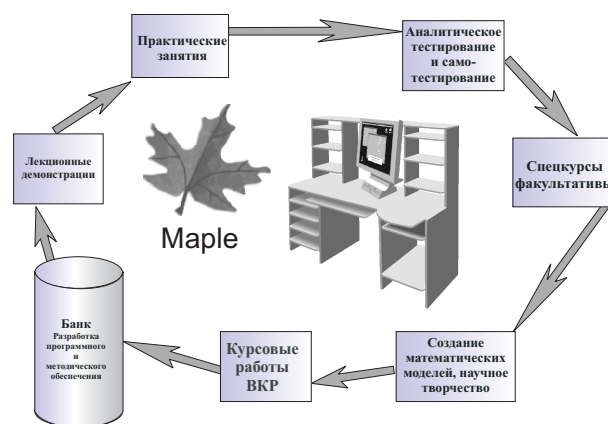 Практические
занятия
Аналитическое
тестирование
и само-
тестирование
Лекционные
демонстрации
Спецкурсы
факультативы
Maple
Банк
Разработка
программного
и
методического
обеспечения
Курсовые
работы
ВКР
Создание
математических
моделей, научное
творчество